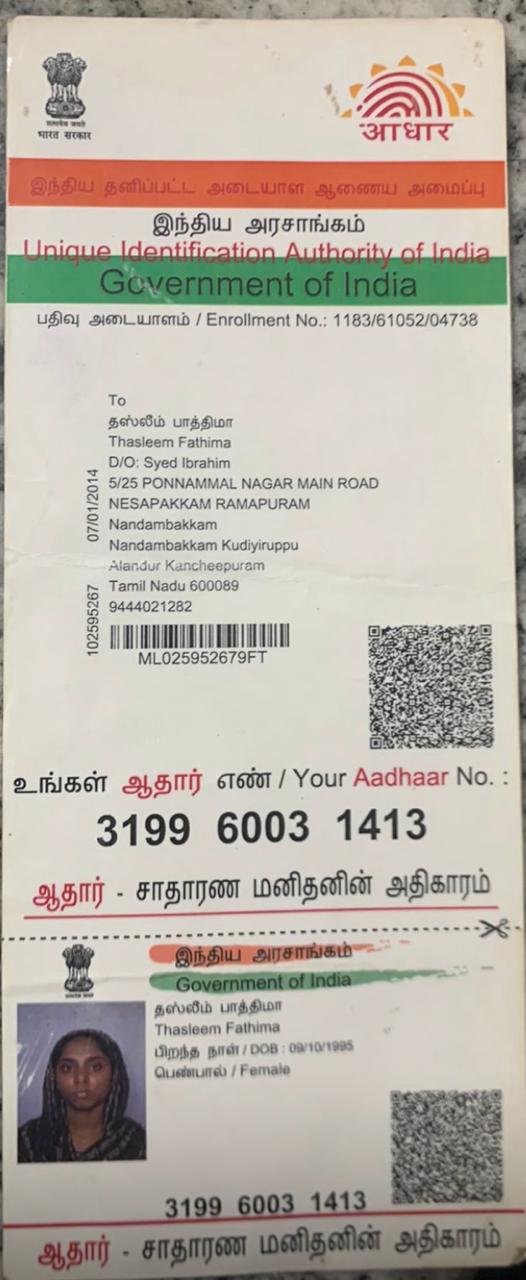 सत्यमेव जयते
भारत सरकार
आधार
இந்திய தனிப்பட்ட அடையாள ஆணைய அமைப்பு
இந்திய அரசாங்கம்
Unique Identification Authority of India
Government of India
பதிவு அடையாளம் / Enrollment No.: 1183/61052/04738
To
தஸ்லீம் பாத்திமா
Thasleem Fathima
D/O: Syed Ibrahim
5/25 PONNAMMAL NAGAR MAIN ROAD
NESAPAKKAM RAMAPURAM
Nandambakkam
Nandambakkam Kudiyiruppu
Alandur Kancheepuram
Tamil Nadu 600089
9444021282
102595267 07/01/2014
ML025952679FT
உங்கள் ஆதார் எண் / Your Aadhaar No. :
3199 6003 1413
ஆதார் - சாதாரண மனிதனின் அதிகாரம்
இந்திய அரசாங்கம்
Government of India
தஸ்லீம் பாத்திமா
Thasleem Fathima
பிறந்த நாள் / DOB : 09/10/1995
பெண்பால் / Female
3199 6003 1413
ஆதார் - சாதாரண மனிதனின் அதிகாரம்